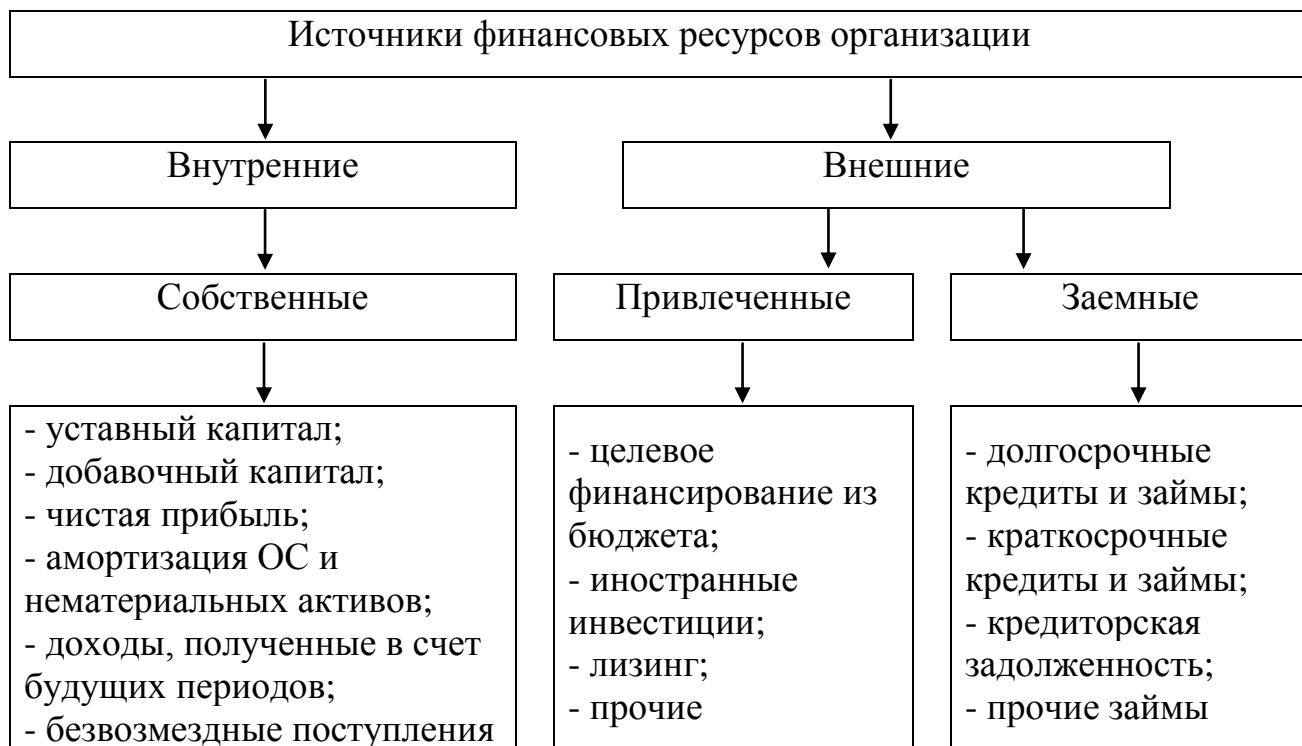 Источники финансовых ресурсов организации
Внутренние
Внешние
Собственные
Привлеченные
Заемные
- уставный капитал;
- добавочный капитал;
- чистая прибыль;
- амортизация ОС и
нематериальных активов;
- доходы, полученные в счет
будущих периодов;
- безвозмездные поступления
- целевое
финансирование из
бюджета;
- иностранные
инвестиции;
- лизинг;
- прочие
- долгосрочные
кредиты и займы;
- краткосрочные
кредиты и займы;
- кредиторская
задолженность;
- прочие займы